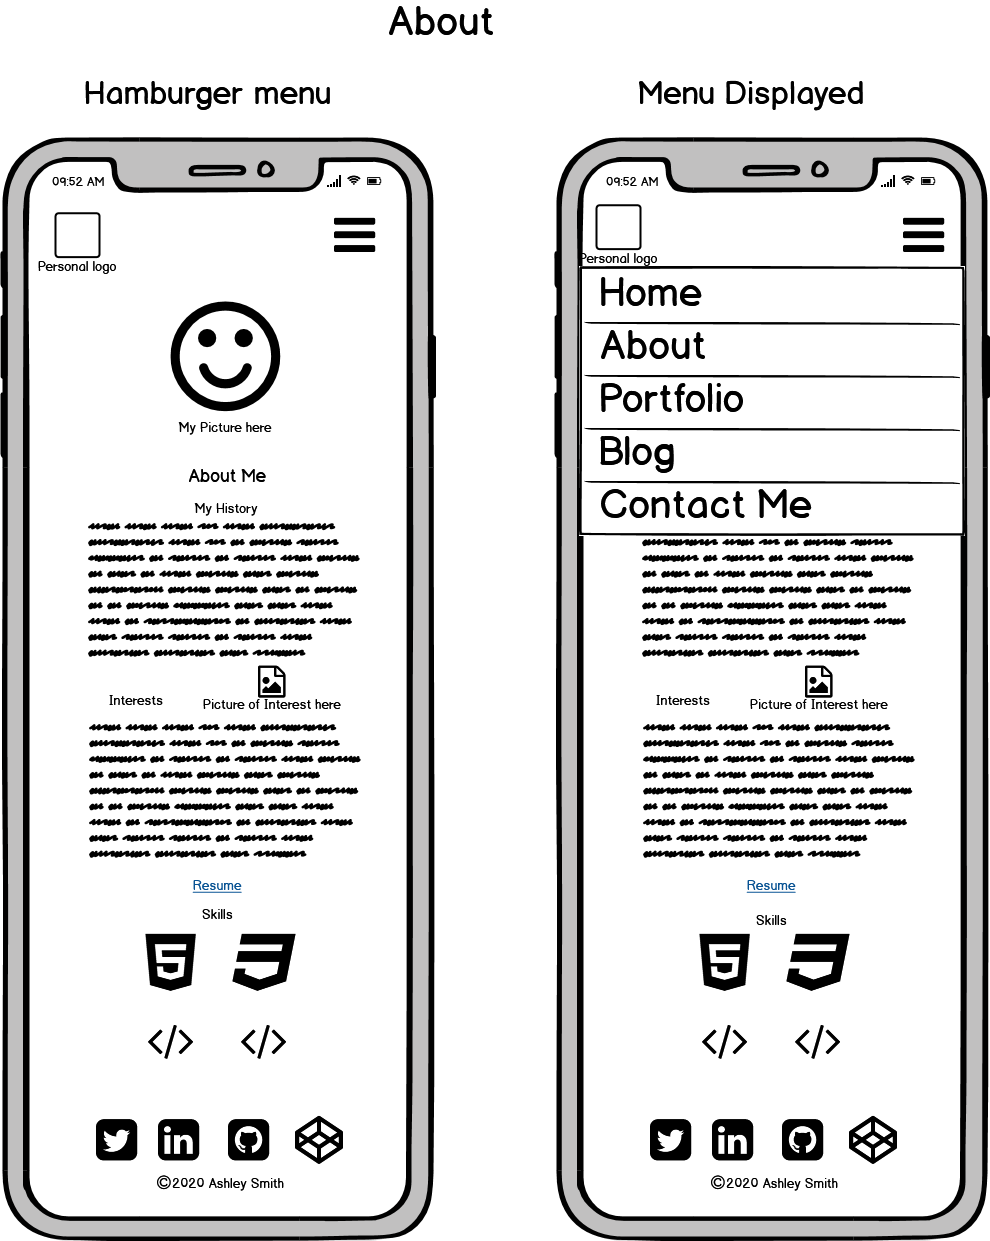 About
Hamburger menu
09:52 AM
Personal logo
My Picture here
About Me
My History
Interests
Picture of Interest here
Resume
Skills
©2020 Ashley Smith
Menu Displayed
09:52 AM
Personal logo
Home
About
Portfolio
Blog
Contact Me
Interests
Picture of Interest here
Resume
Skills
©2020 Ashley Smith